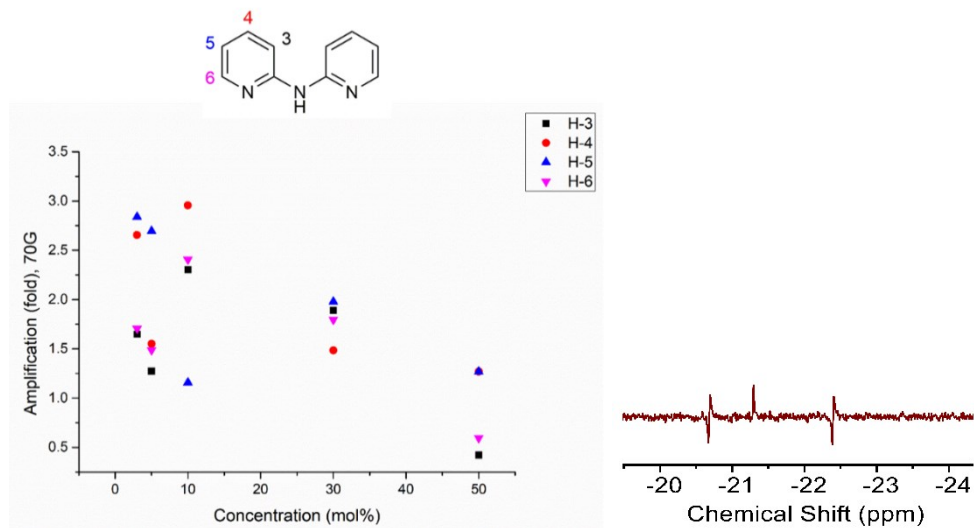 4
5
3
6
N
N
H
N
H-3
H-4
H-5
H-6
3.5
3.0
2.5
2.0
1.5
1.0
0.5
Amplification (fold), 70G
0 10 20 30 40 50
Concentration (mol%)
-20 -21 -22 -23 -24
Chemical Shift (ppm)